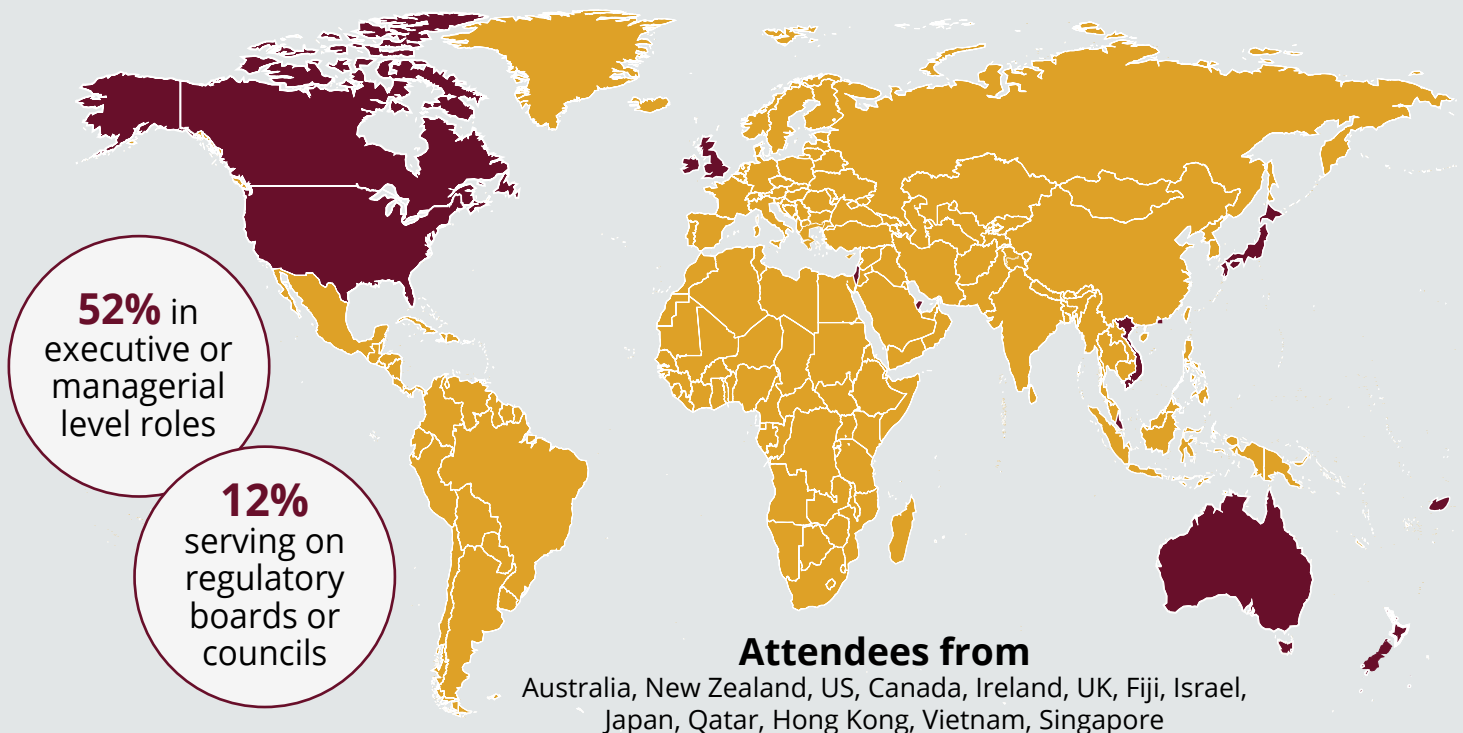 52% in
executive or
managerial
level roles
12%
serving on
regulatory
boards or
councils
Attendees from
Australia, New Zealand, US, Canada, Ireland, UK, Fiji, Israel,
Japan, Qatar, Hong Kong, Vietnam, Singapore